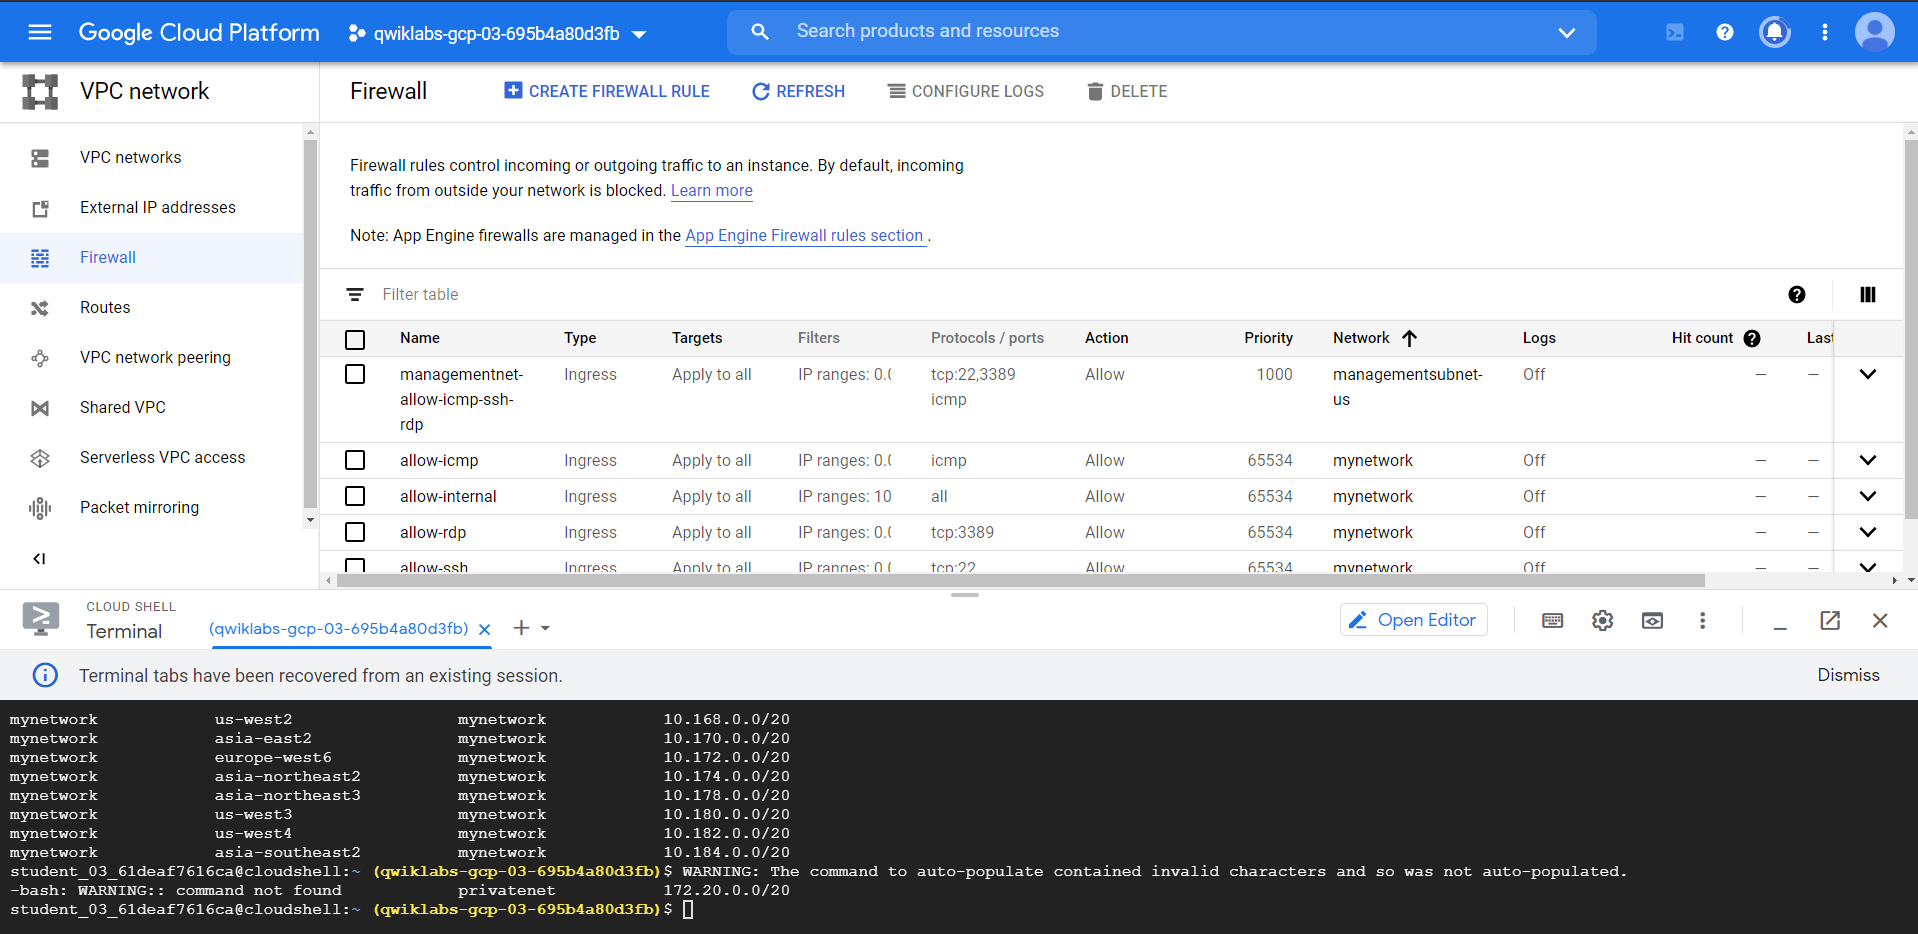 Google Cloud Platform qwiklabs-gcp-03-695b4a80d3fb Search products and resources
VPC network
Firewall CREATE FIREWALL RULE REFRESH CONFIGURE LOGS DELETE
VPC networks
External IP addresses
Firewall
Routes
VPC network peering
Shared VPC
Serverless VPC access
Packet mirroring
Firewall rules control incoming or outgoing traffic to an instance. By default, incoming
traffic from outside your network is blocked. Learn more
Note: App Engine firewalls are managed in the App Engine Firewall rules section .
Filter table
Name Type Targets Filters Protocols / ports Action Priority Network Logs Hit count Last
managementnet- Ingress Apply to all IP ranges: 0.0 tcp:22,3389 Allow 1000 managementsubnet- Off — —
allow-icmp-ssh- icmp us
rdp
allow-icmp Ingress Apply to all IP ranges: 0.0 icmp Allow 65534 mynetwork Off — —
allow-internal Ingress Apply to all IP ranges: 10 all Allow 65534 mynetwork Off — —
allow-rdp Ingress Apply to all IP ranges: 0.0 tcp:3389 Allow 65534 mynetwork Off — —
allow-ssh Ingress Apply to all IP ranges: 0.0 tcp:22 Allow 65534 mynetwork Off — —
CLOUD SHELL
Terminal (qwiklabs-gcp-03-695b4a80d3fb) Open Editor
Terminal tabs have been recovered from an existing session. Dismiss
mynetwork us-west2 mynetwork 10.168.0.0/20
mynetwork asia-east2 mynetwork 10.170.0.0/20
mynetwork europe-west6 mynetwork 10.172.0.0/20
mynetwork asia-northeast2 mynetwork 10.174.0.0/20
mynetwork asia-northeast3 mynetwork 10.178.0.0/20
mynetwork us-west3 mynetwork 10.180.0.0/20
mynetwork us-west4 mynetwork 10.182.0.0/20
mynetwork asia-southeast2 mynetwork 10.184.0.0/20
student_03_61deaf7616ca@cloudshell:~ (qwiklabs-gcp-03-695b4a80d3fb)$ WARNING: The command to auto-populate contained invalid characters and so was not auto-populated.
-bash: WARNING:: command not found privatenet 172.20.0.0/20
student_03_61deaf7616ca@cloudshell:~ (qwiklabs-gcp-03-695b4a80d3fb)$